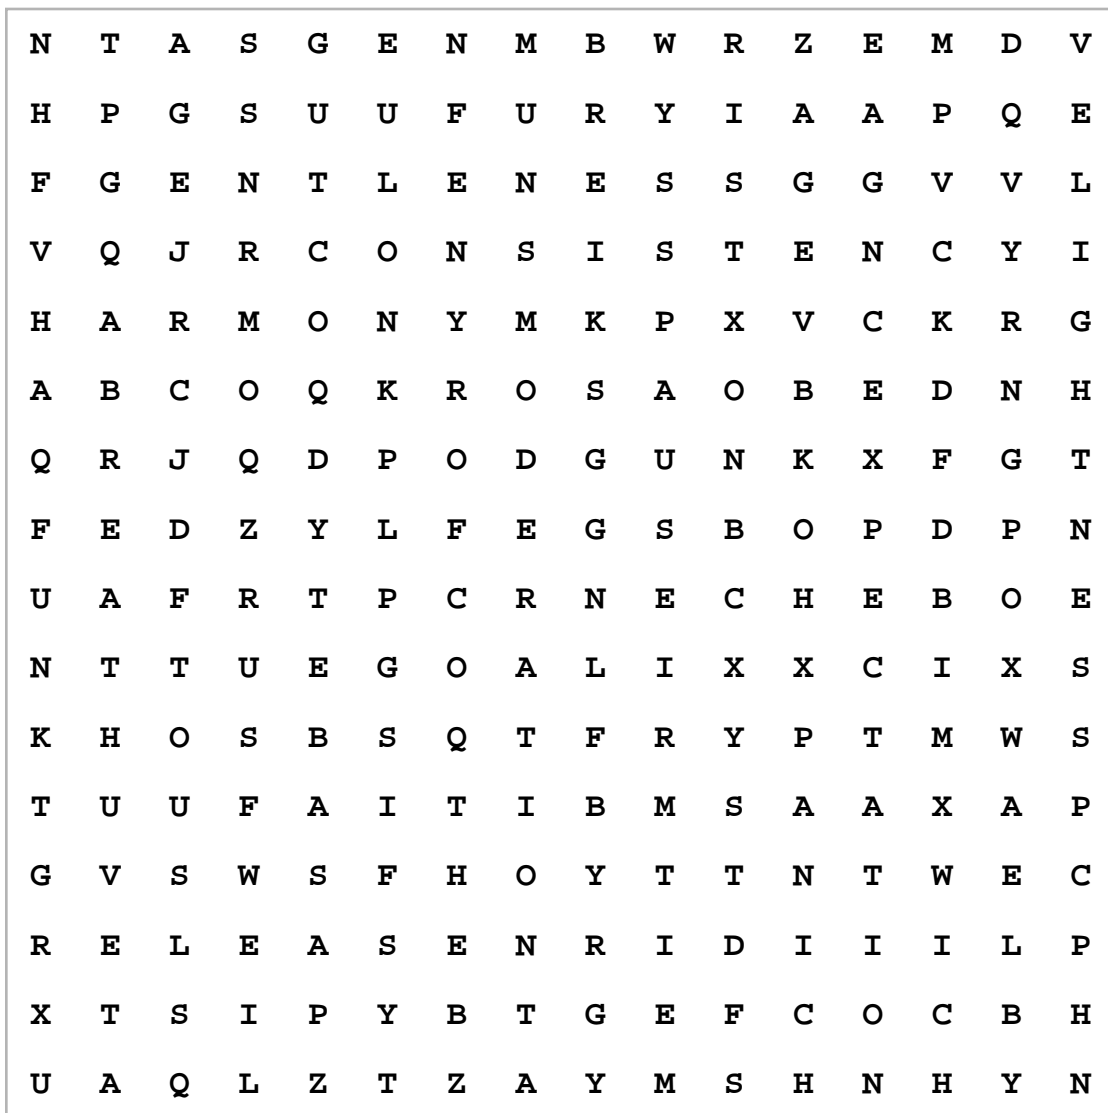 N T A S G E N M B W R Z E M D V
H P G S U U F U R Y I A A P Q E
F G E N T L E N E S S G G V V L
V Q J R C O N S I S T E N C Y I
H A R M O N Y M K P X V C K R G
A B C O Q K R O S A O B E D N H
Q R J Q D P O D G U N K X F G T
F E D Z Y L F E G S B O P D P N
U A F R T P C R N E C H E B O E
N T T U E G O A L I X X C I X S
K H O S B S Q T F R Y P T M W S
T U U F A I T I B M S A A X A P
G V S W S F H O Y T T N T W E C
R E L E A S E N R I D I I I L P
X T S I P Y B T G E F C O C B H
U A Q L Z T Z A Y M S H N H Y N